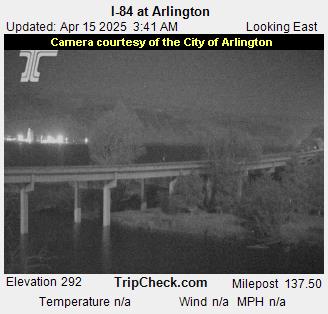 I-84 at Arlington
Updated: Apr 15 2025 3:41 AM Looking East
Camera courtesy of the City of Arlington
Elevation 292 TripCheck.com Milepost 137.50
Temperature n/a Wind n/a MPH n/a